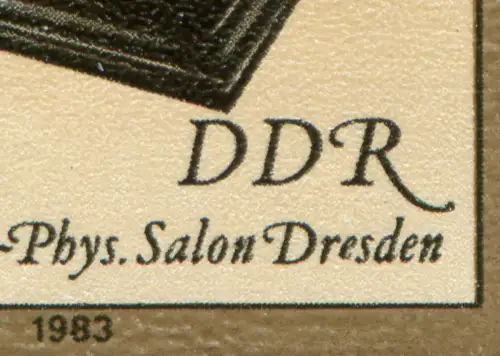 DDR
-Phys. Salon Dresden
1983